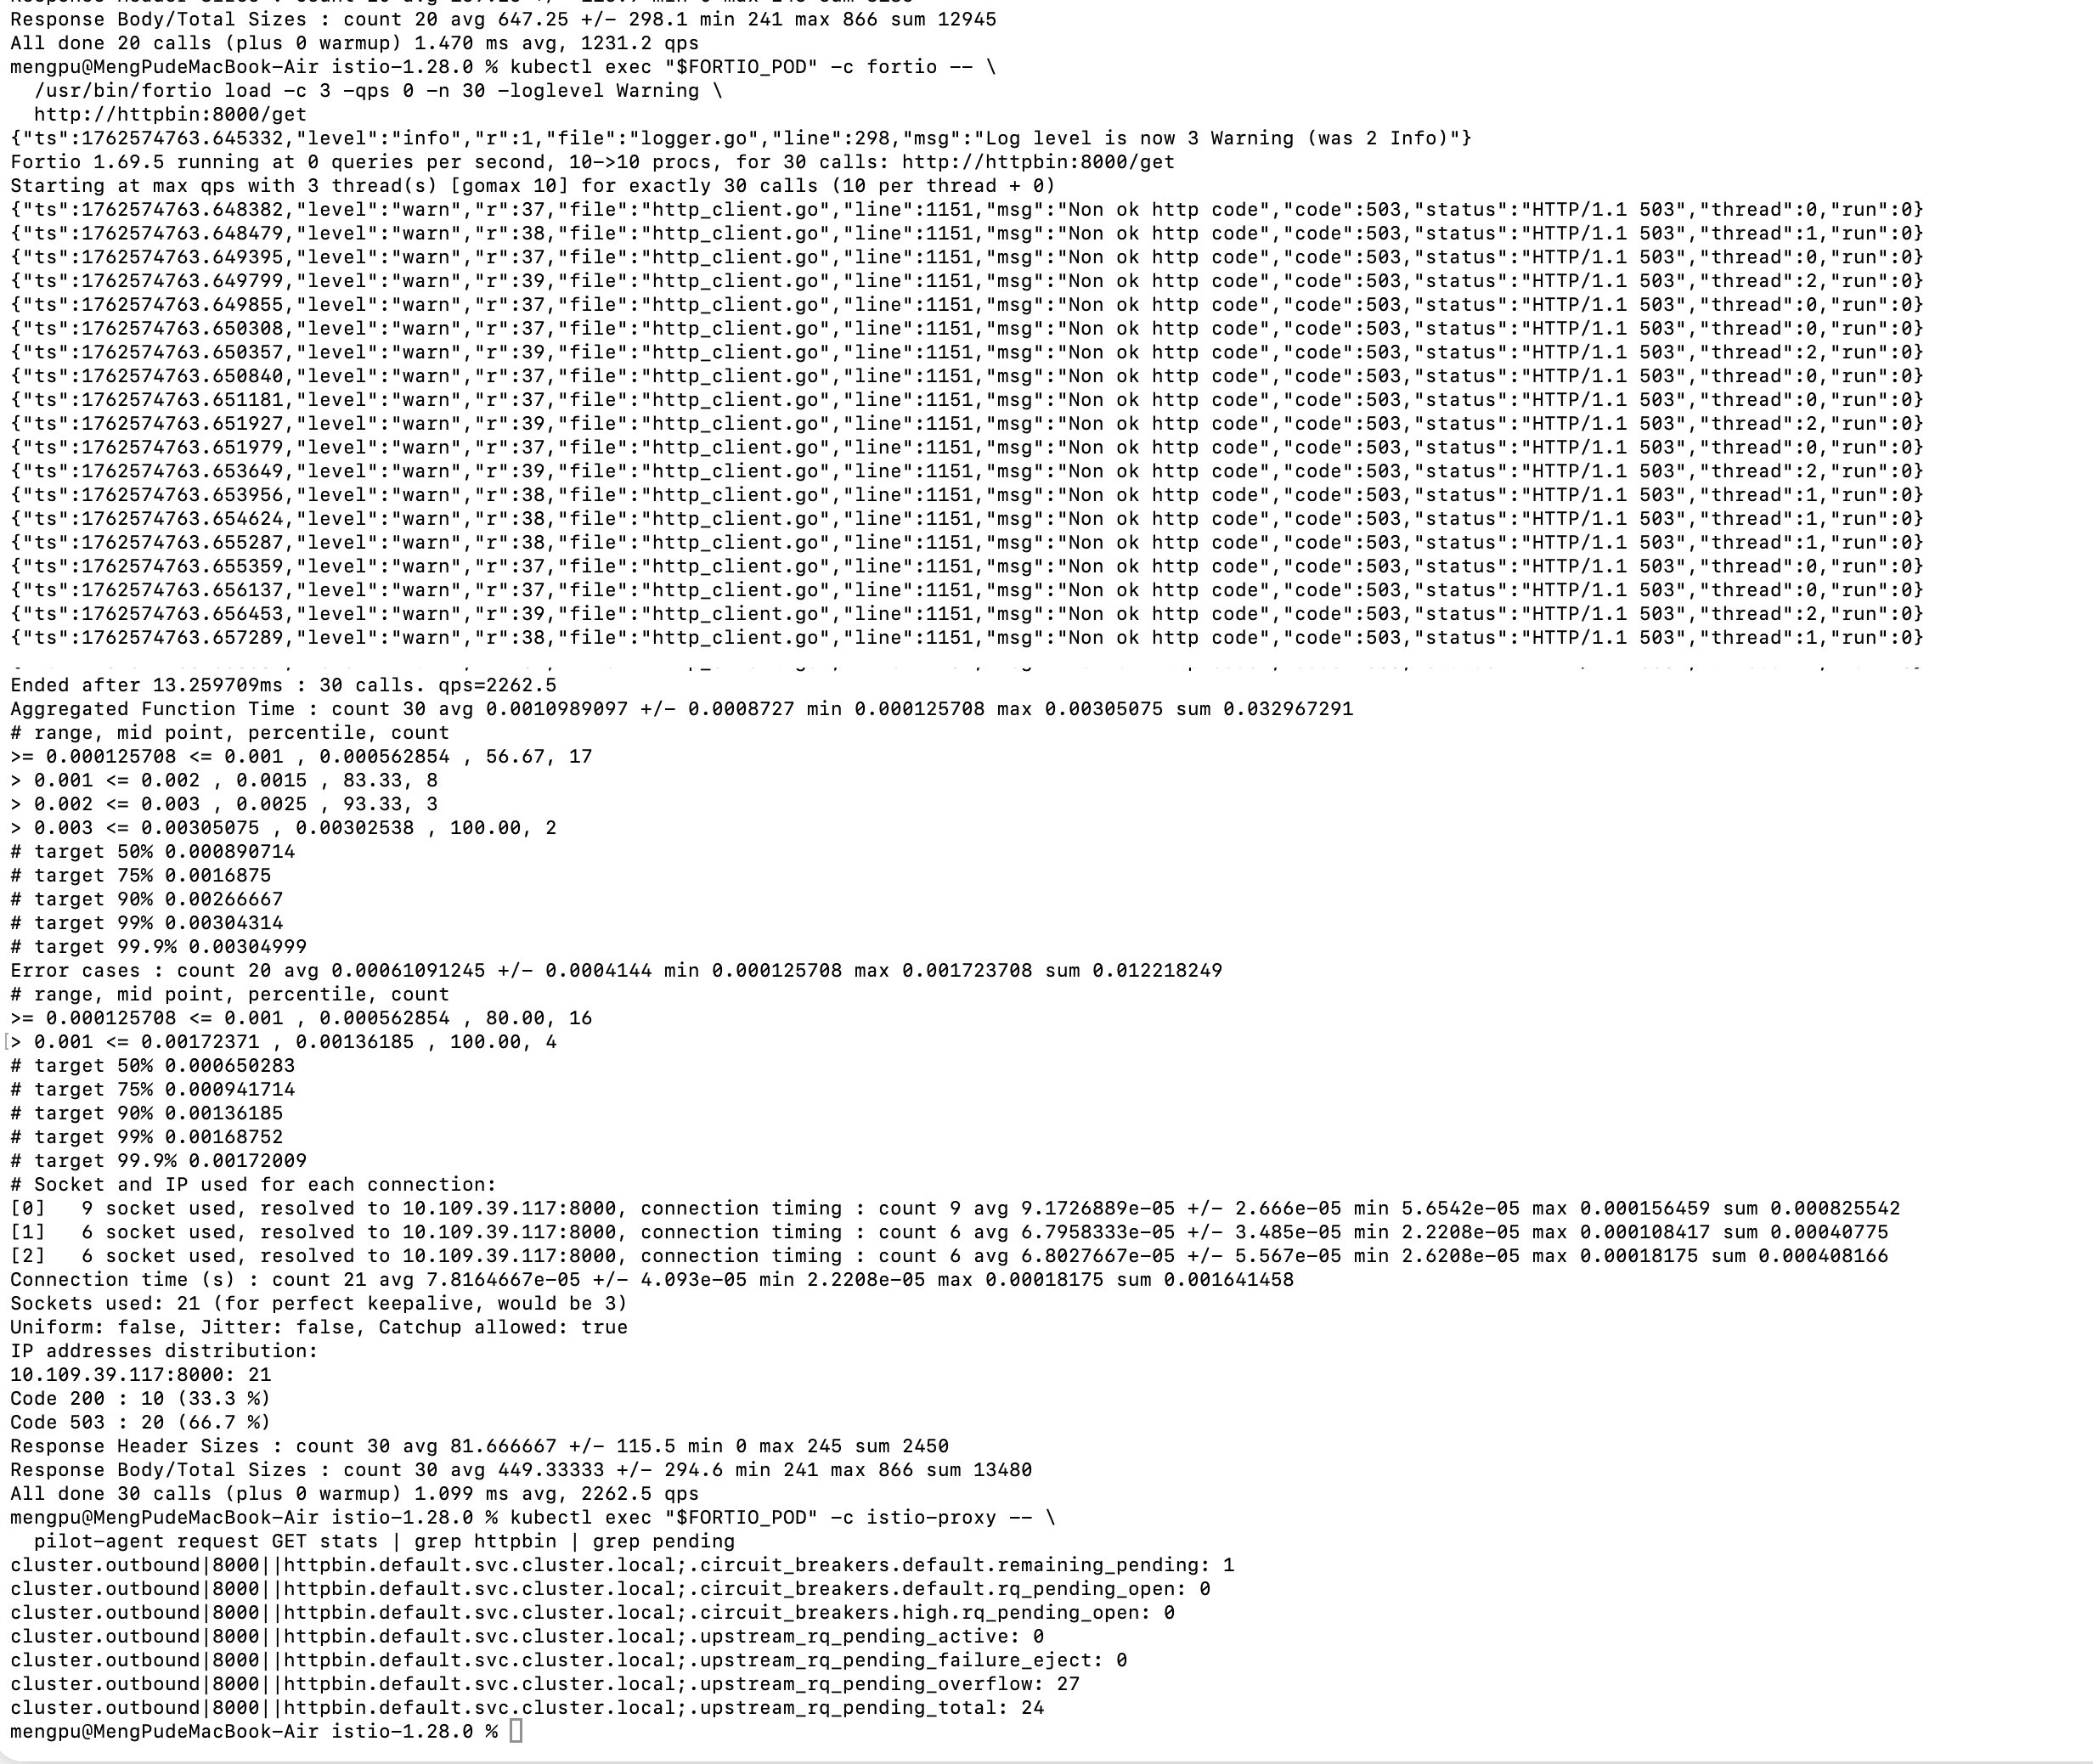 Response Body/Total Sizes : count 20 avg 647.25 +/- 298.1 min 241 max 866 sum 12945
All done 20 calls (plus 0 warmup) 1.470 ms avg, 1231.2 qps
mengpu@MengPudeMacBook-Air istio-1.28.0 % kubectl exec "$FORTIO_POD" -c fortio -- \
  /usr/bin/fortio load -c 3 -qps 0 -n 30 -loglevel Warning \
  http://httpbin:8000/get
{"ts":1762574763.645332,"level":"info","r":1,"file":"logger.go","line":298,"msg":"Log level is now 3 Warning (was 2 Info)"}
Fortio 1.69.5 running at 0 queries per second, 10->10 procs, for 30 calls: http://httpbin:8000/get
Starting at max qps with 3 thread(s) [gomax 10] for exactly 30 calls (10 per thread + 0)
{"ts":1762574763.648382,"level":"warn","r":37,"file":"http_client.go","line":1151,"msg":"Non ok http code","code":503,"status":"HTTP/1.1 503","thread":0,"run":0}
{"ts":1762574763.648479,"level":"warn","r":38,"file":"http_client.go","line":1151,"msg":"Non ok http code","code":503,"status":"HTTP/1.1 503","thread":1,"run":0}
{"ts":1762574763.649395,"level":"warn","r":37,"file":"http_client.go","line":1151,"msg":"Non ok http code","code":503,"status":"HTTP/1.1 503","thread":0,"run":0}
{"ts":1762574763.649799,"level":"warn","r":39,"file":"http_client.go","line":1151,"msg":"Non ok http code","code":503,"status":"HTTP/1.1 503","thread":2,"run":0}
{"ts":1762574763.649855,"level":"warn","r":37,"file":"http_client.go","line":1151,"msg":"Non ok http code","code":503,"status":"HTTP/1.1 503","thread":0,"run":0}
{"ts":1762574763.650308,"level":"warn","r":37,"file":"http_client.go","line":1151,"msg":"Non ok http code","code":503,"status":"HTTP/1.1 503","thread":0,"run":0}
{"ts":1762574763.650357,"level":"warn","r":39,"file":"http_client.go","line":1151,"msg":"Non ok http code","code":503,"status":"HTTP/1.1 503","thread":2,"run":0}
{"ts":1762574763.650840,"level":"warn","r":37,"file":"http_client.go","line":1151,"msg":"Non ok http code","code":503,"status":"HTTP/1.1 503","thread":0,"run":0}
{"ts":1762574763.651181,"level":"warn","r":37,"file":"http_client.go","line":1151,"msg":"Non ok http code","code":503,"status":"HTTP/1.1 503","thread":0,"run":0}
{"ts":1762574763.651927,"level":"warn","r":39,"file":"http_client.go","line":1151,"msg":"Non ok http code","code":503,"status":"HTTP/1.1 503","thread":2,"run":0}
{"ts":1762574763.651979,"level":"warn","r":37,"file":"http_client.go","line":1151,"msg":"Non ok http code","code":503,"status":"HTTP/1.1 503","thread":0,"run":0}
{"ts":1762574763.653649,"level":"warn","r":39,"file":"http_client.go","line":1151,"msg":"Non ok http code","code":503,"status":"HTTP/1.1 503","thread":2,"run":0}
{"ts":1762574763.653956,"level":"warn","r":38,"file":"http_client.go","line":1151,"msg":"Non ok http code","code":503,"status":"HTTP/1.1 503","thread":1,"run":0}
{"ts":1762574763.654624,"level":"warn","r":38,"file":"http_client.go","line":1151,"msg":"Non ok http code","code":503,"status":"HTTP/1.1 503","thread":1,"run":0}
{"ts":1762574763.655287,"level":"warn","r":38,"file":"http_client.go","line":1151,"msg":"Non ok http code","code":503,"status":"HTTP/1.1 503","thread":1,"run":0}
{"ts":1762574763.655359,"level":"warn","r":37,"file":"http_client.go","line":1151,"msg":"Non ok http code","code":503,"status":"HTTP/1.1 503","thread":0,"run":0}
{"ts":1762574763.656137,"level":"warn","r":37,"file":"http_client.go","line":1151,"msg":"Non ok http code","code":503,"status":"HTTP/1.1 503","thread":0,"run":0}
{"ts":1762574763.656453,"level":"warn","r":39,"file":"http_client.go","line":1151,"msg":"Non ok http code","code":503,"status":"HTTP/1.1 503","thread":2,"run":0}
{"ts":1762574763.657289,"level":"warn","r":38,"file":"http_client.go","line":1151,"msg":"Non ok http code","code":503,"status":"HTTP/1.1 503","thread":1,"run":0}
Ended after 13.259709ms : 30 calls. qps=2262.5
Aggregated Function Time : count 30 avg 0.0010989097 +/- 0.0008727 min 0.000125708 max 0.00305075 sum 0.032967291
# range, mid point, percentile, count
>= 0.000125708 <= 0.001 , 0.000562854 , 56.67, 17
> 0.001 <= 0.002 , 0.0015 , 83.33, 8
> 0.002 <= 0.003 , 0.0025 , 93.33, 3
> 0.003 <= 0.00305075 , 0.00302538 , 100.00, 2
# target 50% 0.000890714
# target 75% 0.0016875
# target 90% 0.00266667
# target 99% 0.00304314
# target 99.9% 0.00304999
Error cases : count 20 avg 0.00061091245 +/- 0.0004144 min 0.000125708 max 0.001723708 sum 0.012218249
# range, mid point, percentile, count
>= 0.000125708 <= 0.001 , 0.000562854 , 80.00, 16
> 0.001 <= 0.00172371 , 0.00136185 , 100.00, 4
# target 50% 0.000650283
# target 75% 0.000941714
# target 90% 0.00136185
# target 99% 0.00168752
# target 99.9% 0.00172009
# Socket and IP used for each connection:
[0]   9 socket used, resolved to 10.109.39.117:8000, connection timing : count 9 avg 9.1726889e-05 +/- 2.666e-05 min 5.6542e-05 max 0.000156459 sum 0.000825542
[1]   6 socket used, resolved to 10.109.39.117:8000, connection timing : count 6 avg 6.7958333e-05 +/- 3.485e-05 min 2.2208e-05 max 0.000108417 sum 0.00040775
[2]   6 socket used, resolved to 10.109.39.117:8000, connection timing : count 6 avg 6.8027667e-05 +/- 5.567e-05 min 2.6208e-05 max 0.00018175 sum 0.000408166
Connection time (s) : count 21 avg 7.8164667e-05 +/- 4.093e-05 min 2.2208e-05 max 0.00018175 sum 0.001641458
Sockets used: 21 (for perfect keepalive, would be 3)
Uniform: false, Jitter: false, Catchup allowed: true
IP addresses distribution:
10.109.39.117:8000: 21
Code 200 : 10 (33.3 %)
Code 503 : 20 (66.7 %)
Response Header Sizes : count 30 avg 81.666667 +/- 115.5 min 0 max 245 sum 2450
Response Body/Total Sizes : count 30 avg 449.33333 +/- 294.6 min 241 max 866 sum 13480
All done 30 calls (plus 0 warmup) 1.099 ms avg, 2262.5 qps
mengpu@MengPudeMacBook-Air istio-1.28.0 % kubectl exec "$FORTIO_POD" -c istio-proxy -- \
  pilot-agent request GET stats | grep httpbin | grep pending
cluster.outbound|8000||httpbin.default.svc.cluster.local;.circuit_breakers.default.remaining_pending: 1
cluster.outbound|8000||httpbin.default.svc.cluster.local;.circuit_breakers.default.rq_pending_open: 0
cluster.outbound|8000||httpbin.default.svc.cluster.local;.circuit_breakers.high.rq_pending_open: 0
cluster.outbound|8000||httpbin.default.svc.cluster.local;.upstream_rq_pending_active: 0
cluster.outbound|8000||httpbin.default.svc.cluster.local;.upstream_rq_pending_failure_eject: 0
cluster.outbound|8000||httpbin.default.svc.cluster.local;.upstream_rq_pending_overflow: 27
cluster.outbound|8000||httpbin.default.svc.cluster.local;.upstream_rq_pending_total: 24
mengpu@MengPudeMacBook-Air istio-1.28.0 %